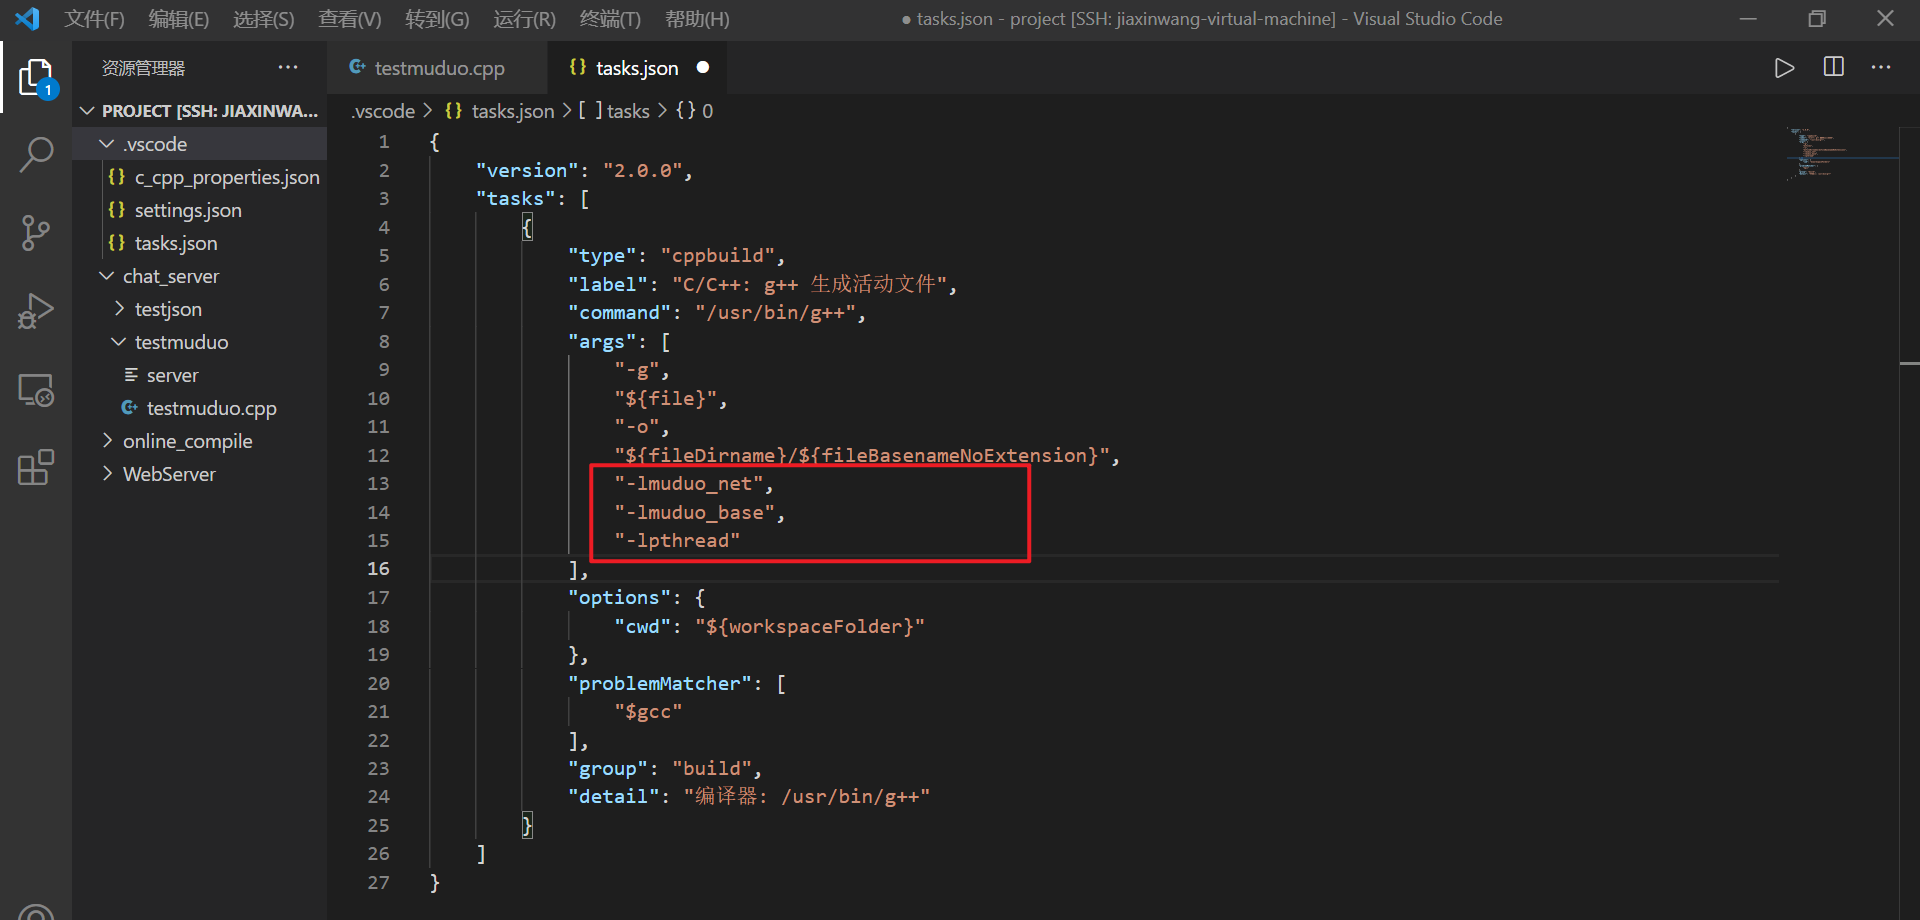 文件(F) 编辑(E) 选择(S) 查看(V) 转到(G) 运行(R) 终端(T) 帮助(H) ● tasks.json - project [SSH: jiaxinwang-virtual-machine] - Visual Studio Code
资源管理器 ···
testmuduo.cpp
{} tasks.json ●
1
PROJECT [SSH: JIAXINWA...
.vscode
{} c_cpp_properties.json
{} settings.json
{} tasks.json
chat_server
testjson
testmuduo
server
testmuduo.cpp
online_compile
WebServer
.vscode > {} tasks.json > [ ] tasks > {} 0
1 {
2 "version": "2.0.0",
3 "tasks": [
4 {
5 "type": "cppbuild",
6 "label": "C/C++: g++ 生成活动文件",
7 "command": "/usr/bin/g++",
8 "args": [
9 "-g",
10 "${file}",
11 "-o",
12 "${fileDirname}/${fileBasenameNoExtension}",
13 "-lmuduo_net",
14 "-lmuduo_base",
15 "-lpthread"
16 ],
17 "options": {
18 "cwd": "${workspaceFolder}"
19 },
20 "problemMatcher": [
21 "$gcc"
22 ],
23 "group": "build",
24 "detail": "编译器: /usr/bin/g++"
25 }
26 ]
27 }